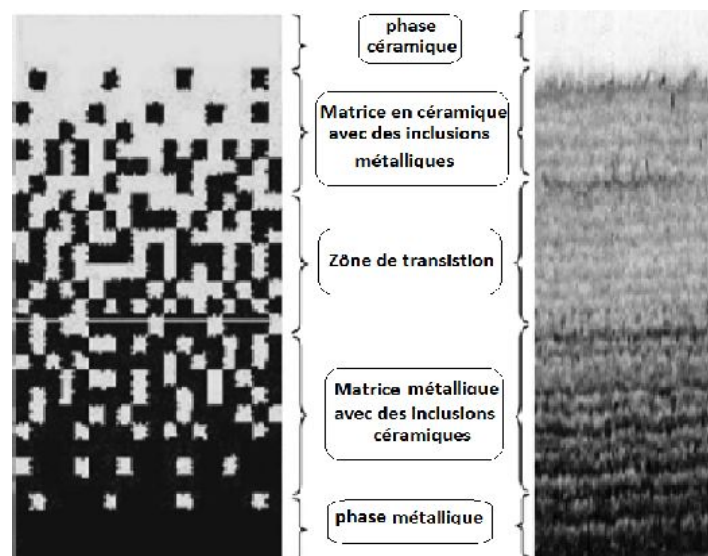 phase
céramique
Matrice en céramique
avec des inclusions
métalliques
Zône de transtion
Matrice métallique
avec des inclusions
céramiques
phase métallique